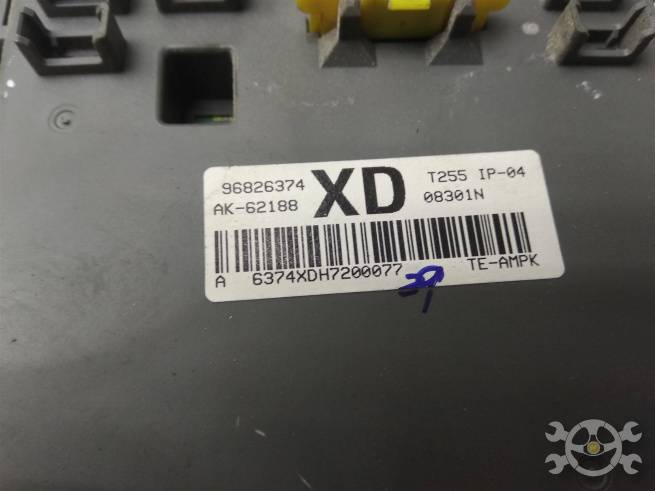 96826374 XD T255 IP-04
AK-62188 08301N
A 6374XDH7200077 TE-AMPK